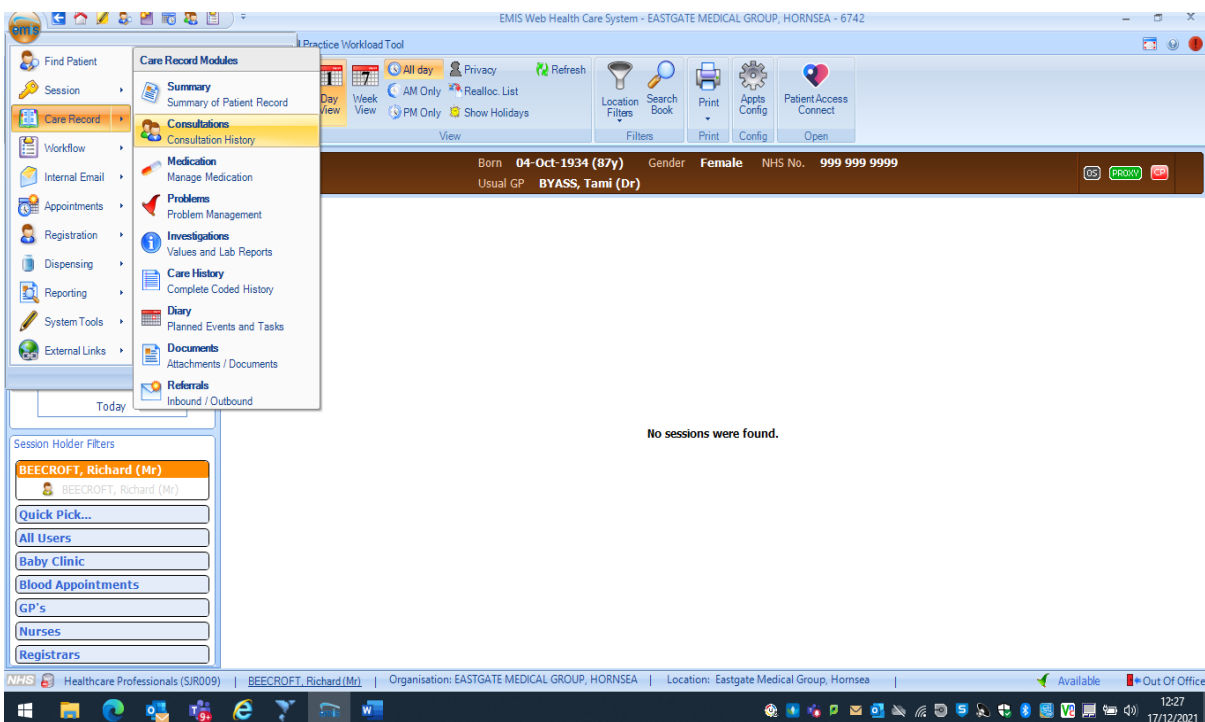 EMIS Web Health Care System - EASTGATE MEDICAL GROUP, HORNSEA - 6742
emis
Practice Workload Tool
Find Patient
Session
Care Record
Workflow
Internal Email
Appointments
Registration
Dispensing
Reporting
System Tools
External Links
Care Record Modules
Summary
Summary of Patient Record
Consultations
Consultation History
Medication
Manage Medication
Problems
Problem Management
Investigations
Values and Lab Reports
Care History
Complete Coded History
Diary
Planned Events and Tasks
Documents
Attachments / Documents
Referrals
Inbound / Outbound
1
Day View
7
Week View
All day
AM Only
PM Only
Privacy
Realloc. List
Show Holidays
Refresh
View
Location Filters
Search Book
Filters
Print
Print
Appts Config
Config
Patient Access Connect
Open
Born 04-Oct-1934 (87y) Gender Female NHS No. 999 999 9999
Usual GP BYASS, Tami (Dr)
OS PROXY CP
Today
No sessions were found.
Session Holder Filters
BEECROFT, Richard (Mr)
BEECROFT, Richard (Mr)
Quick Pick...
All Users
Baby Clinic
Blood Appointments
GP's
Nurses
Registrars
NHS Healthcare Professionals (SJR009) | BEECROFT, Richard (Mr) | Organisation: EASTGATE MEDICAL GROUP, HORNSEA | Location: Eastgate Medical Group, Hornsea | Available Out Of Office
12:27
17/12/2021